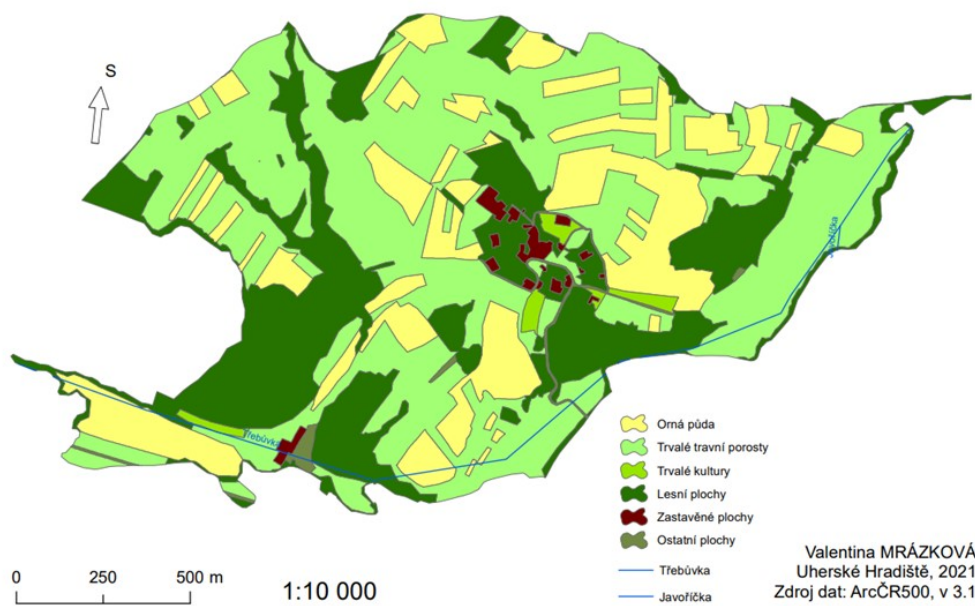 S
Javoříčka
Třebůvka
Orná půda
Trvalé travní porosty
Trvalé kultury
Lesní plochy
Zastavěné plochy
Ostatní plochy
Třebůvka
Javoříčka
0 250 500 m
1:10 000
Valentina MRÁZKOVÁ
Uherské Hradiště, 2021
Zdroj dat: ArcČR500, v 3.1